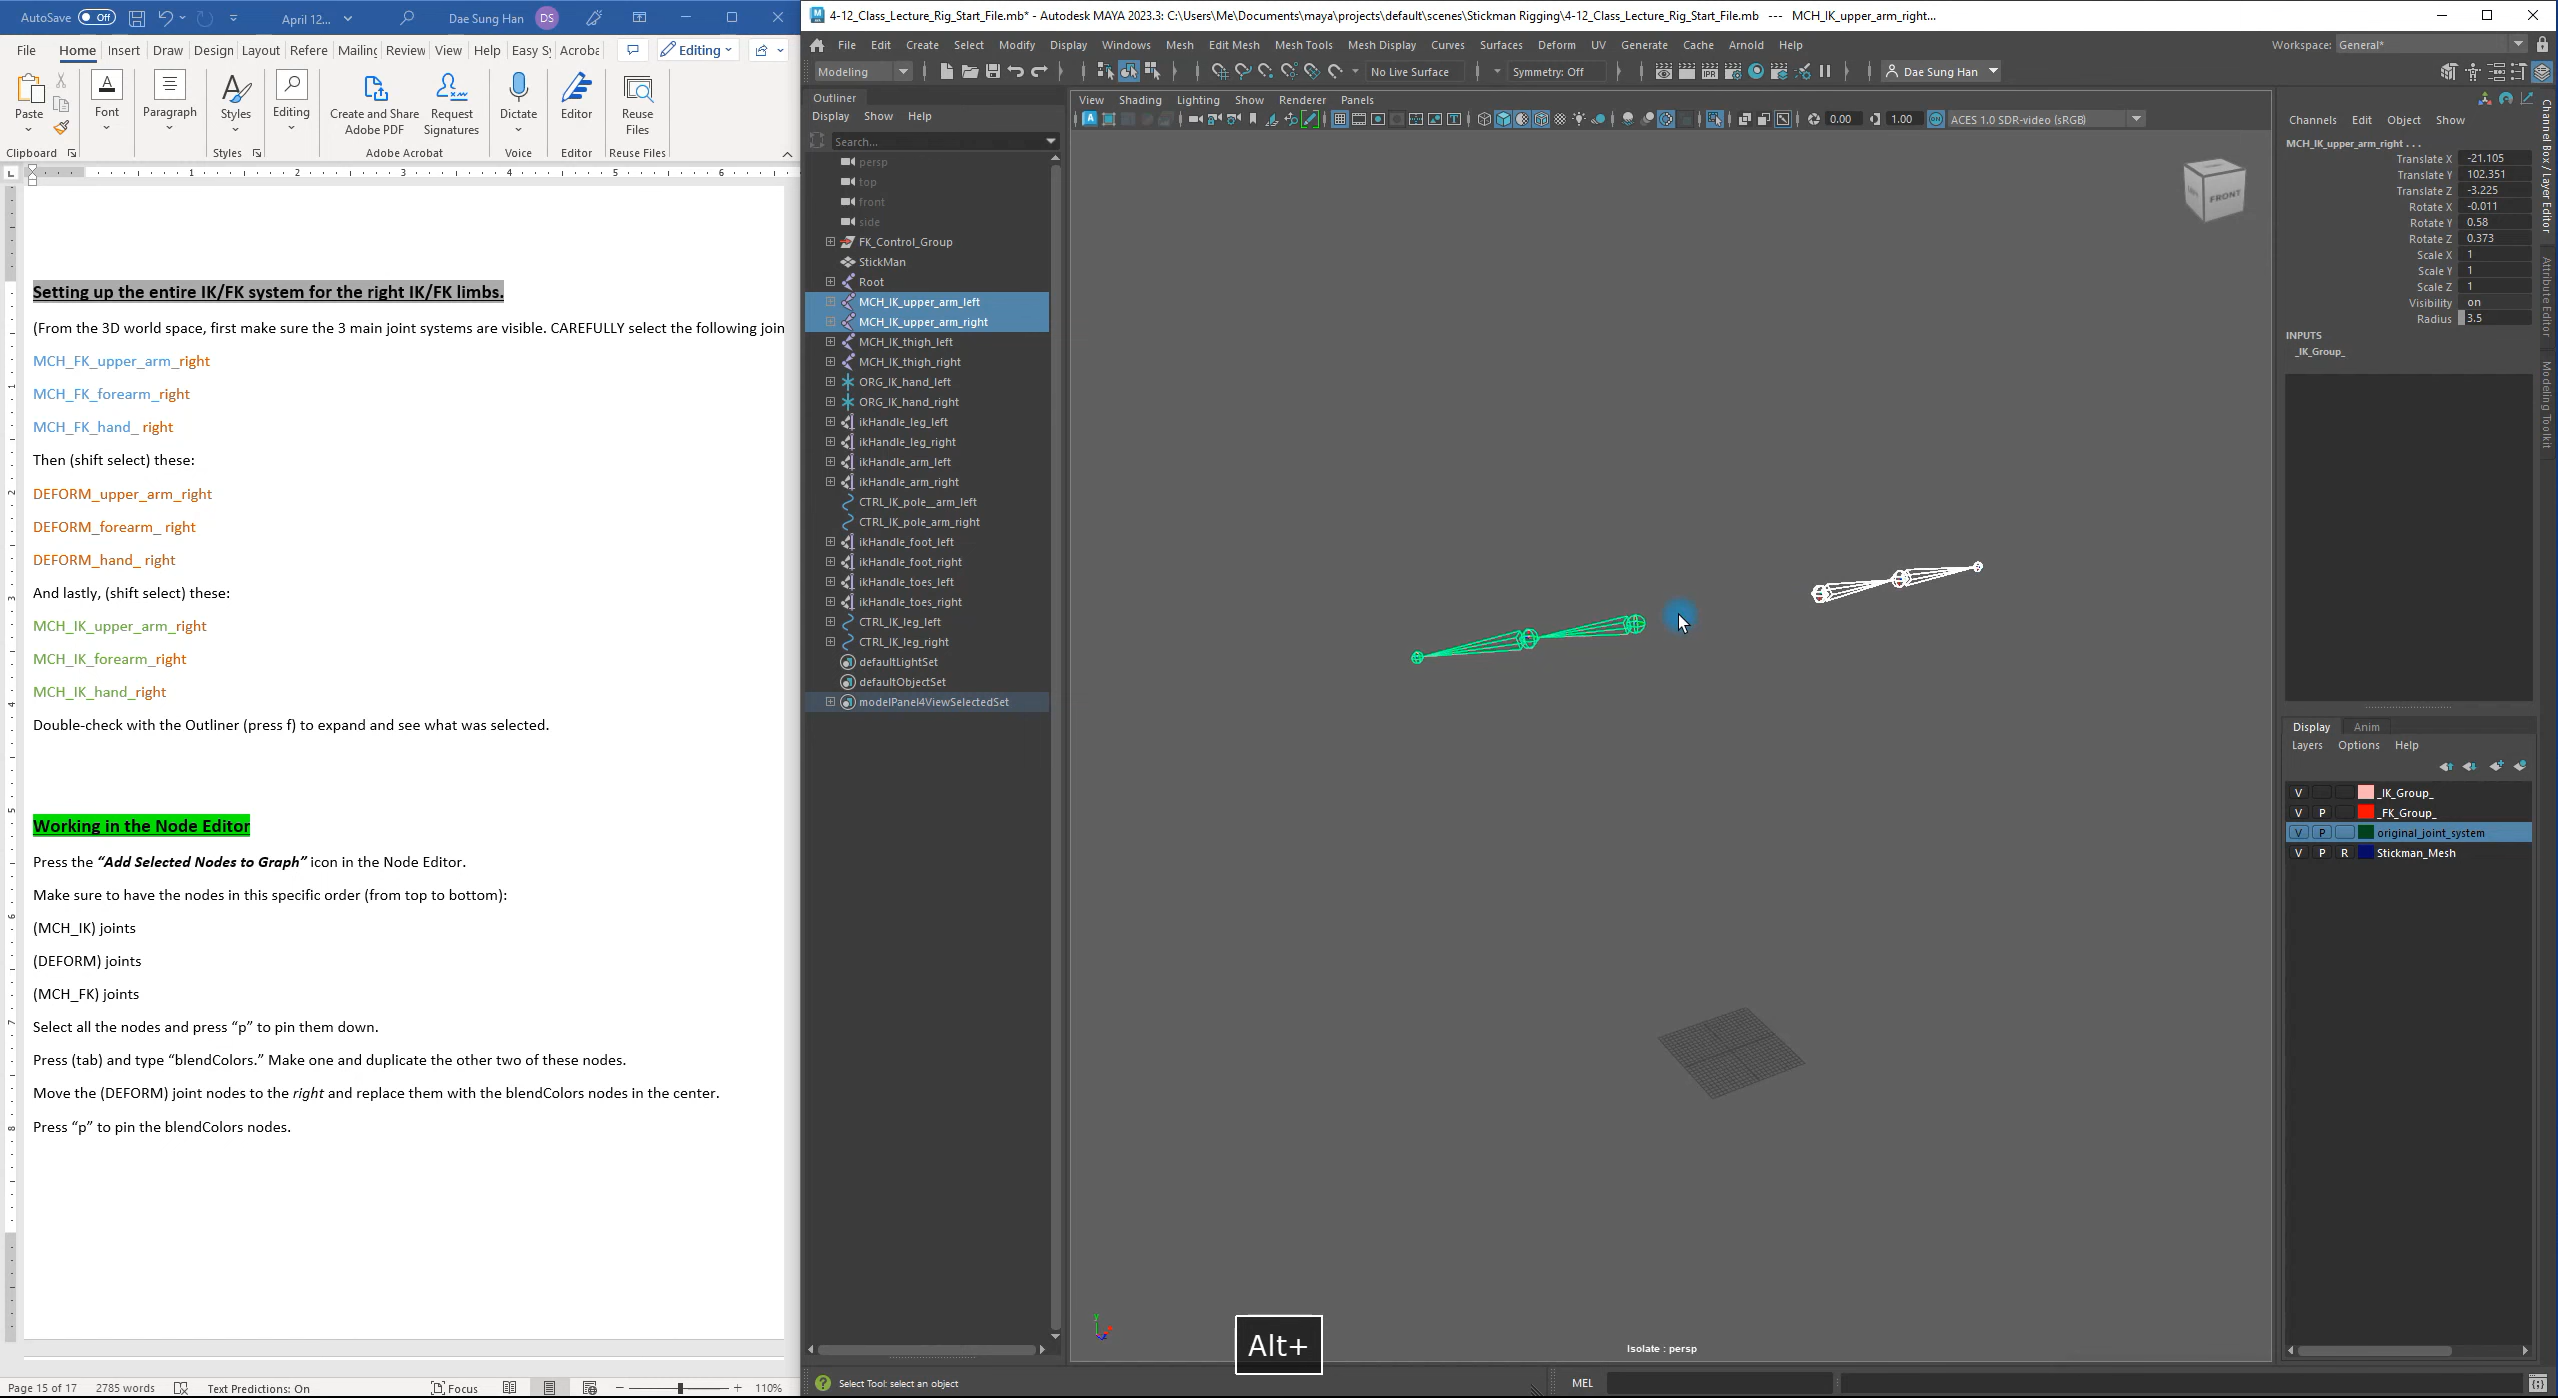 AutoSave Off April 12... Dae Sung Han DS
File Home Insert Draw Design Layout Refere Mailing Review View Help Easy Sy Acroba Editing
Paste Font Paragraph Styles Editing Create and Share Adobe PDF Request Signatures Dictate Editor Reuse Files
Clipboard Styles Adobe Acrobat Voice Editor Reuse Files
1 2 3 4 5 6
Setting up the entire IK/FK system for the right IK/FK limbs.
(From the 3D world space, first make sure the 3 main joint systems are visible. CAREFULLY select the following join
MCH_FK_upper_arm_right
MCH_FK_forearm_right
MCH_FK_hand_ right
Then (shift select) these:
DEFORM_upper_arm_right
DEFORM_forearm_ right
DEFORM_hand_ right
And lastly, (shift select) these:
MCH_IK_upper_arm_right
MCH_IK_forearm_right
MCH_IK_hand_right
Double-check with the Outliner (press f) to expand and see what was selected.
Working in the Node Editor
Press the “Add Selected Nodes to Graph” icon in the Node Editor.
Make sure to have the nodes in this specific order (from top to bottom):
(MCH_IK) joints
(DEFORM) joints
(MCH_FK) joints
Select all the nodes and press “p” to pin them down.
Press (tab) and type “blendColors.” Make one and duplicate the other two of these nodes.
Move the (DEFORM) joint nodes to the right and replace them with the blendColors nodes in the center.
Press “p” to pin the blendColors nodes.
Page 15 of 17 2785 words Text Predictions: On Focus 110%
4-12_Class_Lecture_Rig_Start_File.mb* - Autodesk MAYA 2023.3: C:\Users\Me\Documents\maya\projects\default\scenes\Stickman Rigging\4-12_Class_Lecture_Rig_Start_File.mb --- MCH_IK_upper_arm_right...
File Edit Create Select Modify Display Windows Mesh Edit Mesh Mesh Tools Mesh Display Curves Surfaces Deform UV Generate Cache Arnold Help Workspace: General*
Modeling No Live Surface Symmetry: Off IPR Dae Sung Han
Outliner
Display Show Help
Search...
persp
top
front
side
FK_Control_Group
StickMan
Root
MCH_IK_upper_arm_left
MCH_IK_upper_arm_right
MCH_IK_thigh_left
MCH_IK_thigh_right
ORG_IK_hand_left
ORG_IK_hand_right
ikHandle_leg_left
ikHandle_leg_right
ikHandle_arm_left
ikHandle_arm_right
CTRL_IK_pole__arm_left
CTRL_IK_pole_arm_right
ikHandle_foot_left
ikHandle_foot_right
ikHandle_toes_left
ikHandle_toes_right
CTRL_IK_leg_left
CTRL_IK_leg_right
defaultLightSet
defaultObjectSet
modelPanel4ViewSelectedSet
View Shading Lighting Show Renderer Panels
0.00 1.00 ACES 1.0 SDR-video (sRGB)
FRONT
Alt+
Isolate : persp
Channels Edit Object Show
MCH_IK_upper_arm_right . . .
Translate X -21.105
Translate Y 102.351
Translate Z -3.225
Rotate X -0.011
Rotate Y 0.58
Rotate Z 0.373
Scale X 1
Scale Y 1
Scale Z 1
Visibility on
Radius 3.5
INPUTS
_IK_Group_
Display Anim
Layers Options Help
V _IK_Group_
V P _FK_Group_
V P original_joint_system
V P R Stickman_Mesh
Channel Box / Layer Editor
Attribute Editor
Modeling Toolkit
Select Tool: select an object MEL